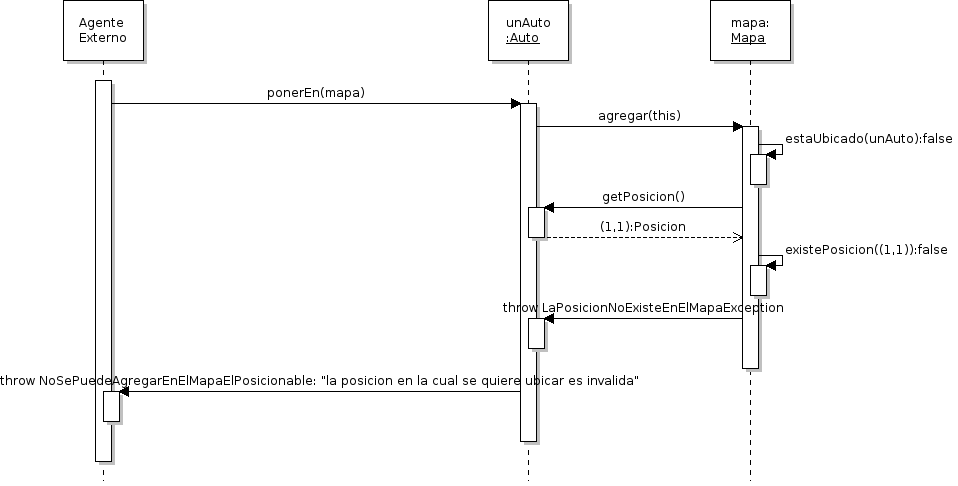 Agente
Externo
unAuto
:Auto
mapa:
Mapa
ponerEn(mapa)
agregar(this)
estaUbicado(unAuto):false
getPosicion()
(1,1):Posicion
existePosicion((1,1)):false
throw LaPosicionNoExisteEnElMapaException
throw NoSePuedeAgregarEnElMapaElPosicionable: "la posicion en la cual se quiere ubicar es invalida"